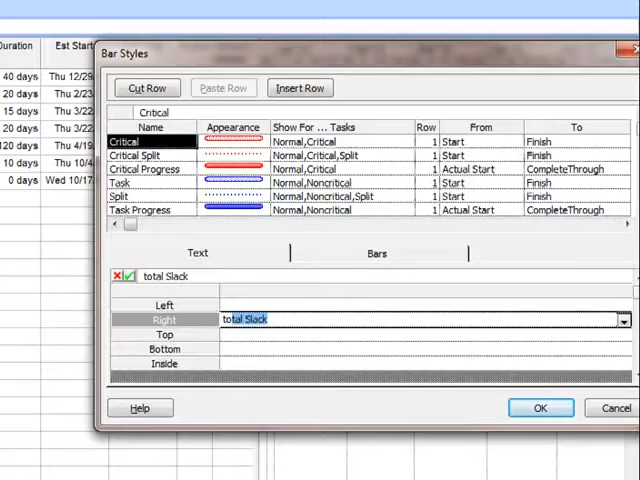 Duration Est Start
40 days Thu 12/29
20 days Thu 2/23
15 days Thu 3/22
20 days Thu 3/22
120 days Thu 4/19
10 days Thu 10/4
0 days Wed 10/17
Bar Styles
Cut Row Paste Row Insert Row
Critical
Name Appearance Show For ... Tasks Row From To
Critical Normal,Critical 1 Start Finish
Critical Split Normal,Critical,Split 1 Start Finish
Critical Progress Normal,Critical 1 Actual Start CompleteThrough
Task Normal,Noncritical 1 Start Finish
Split Normal,Noncritical,Split 1 Start Finish
Task Progress Normal,Noncritical 1 Actual Start CompleteThrough
Text Bars
total Slack
Left
Right total Slack
Top
Bottom
Inside
Help OK Cancel